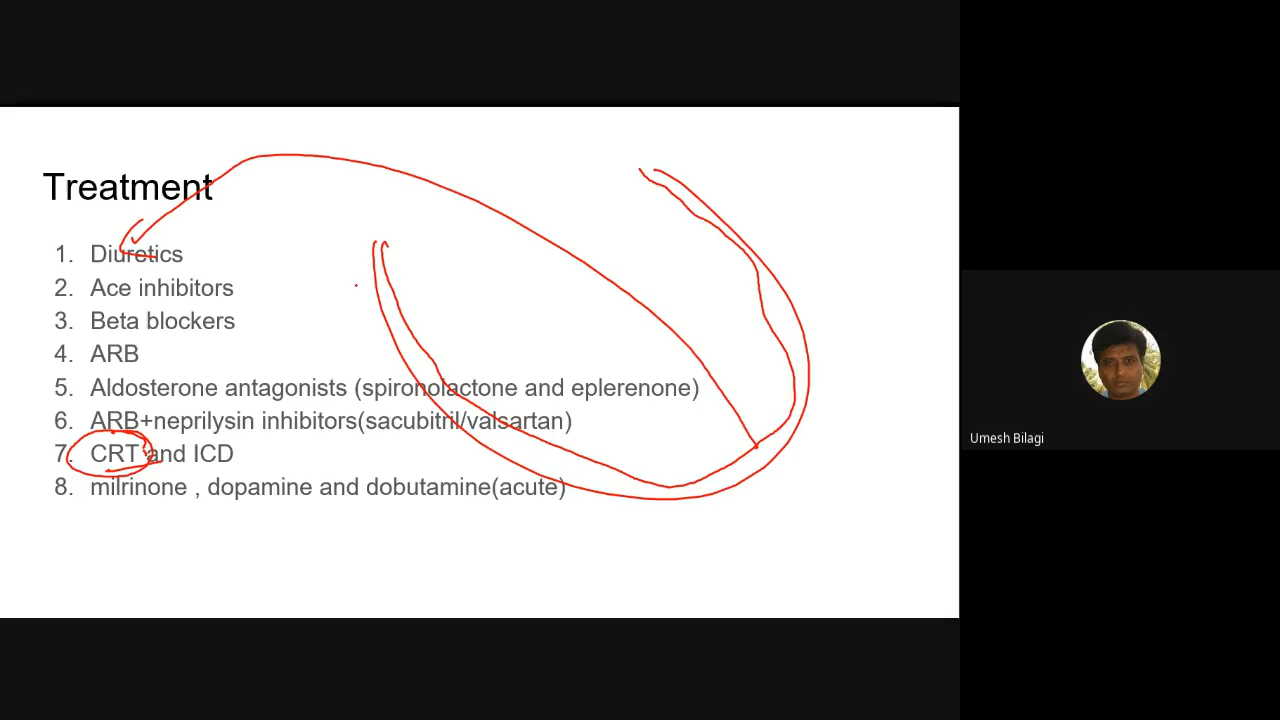 Treatment
1. Diuretics
2. Ace inhibitors
3. Beta blockers
4. ARB
5. Aldosterone antagonists (spironolactone and eplerenone)
6. ARB+neprilysin inhibitors(sacubitril/valsartan)
7. CRT and ICD
8. milrinone , dopamine and dobutamine(acute)
Umesh Bilagi